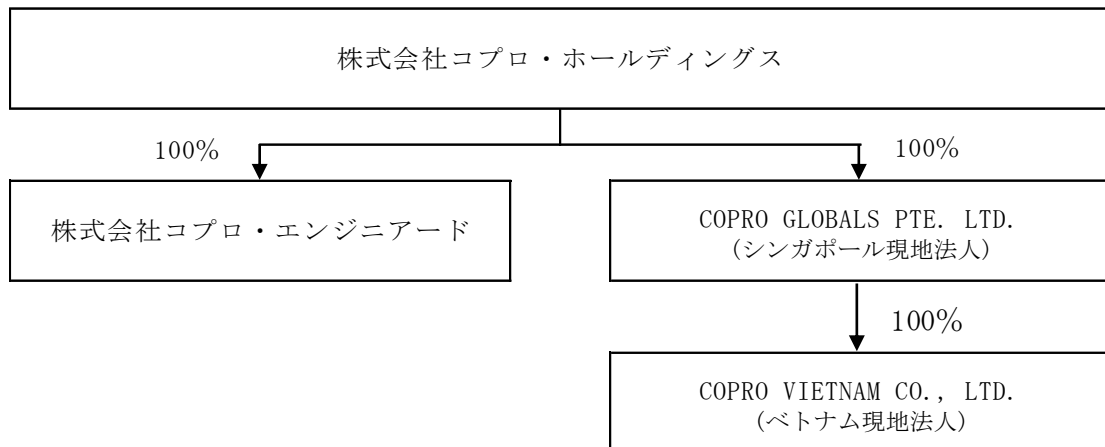 株式会社コプロ・ホールディングス
100%
100%
株式会社コプロ・エンジニアード
COPRO GLOBALS PTE. LTD.
(シンガポール現地法人)
100%
COPRO VIETNAM CO., LTD.
(ベトナム現地法人)